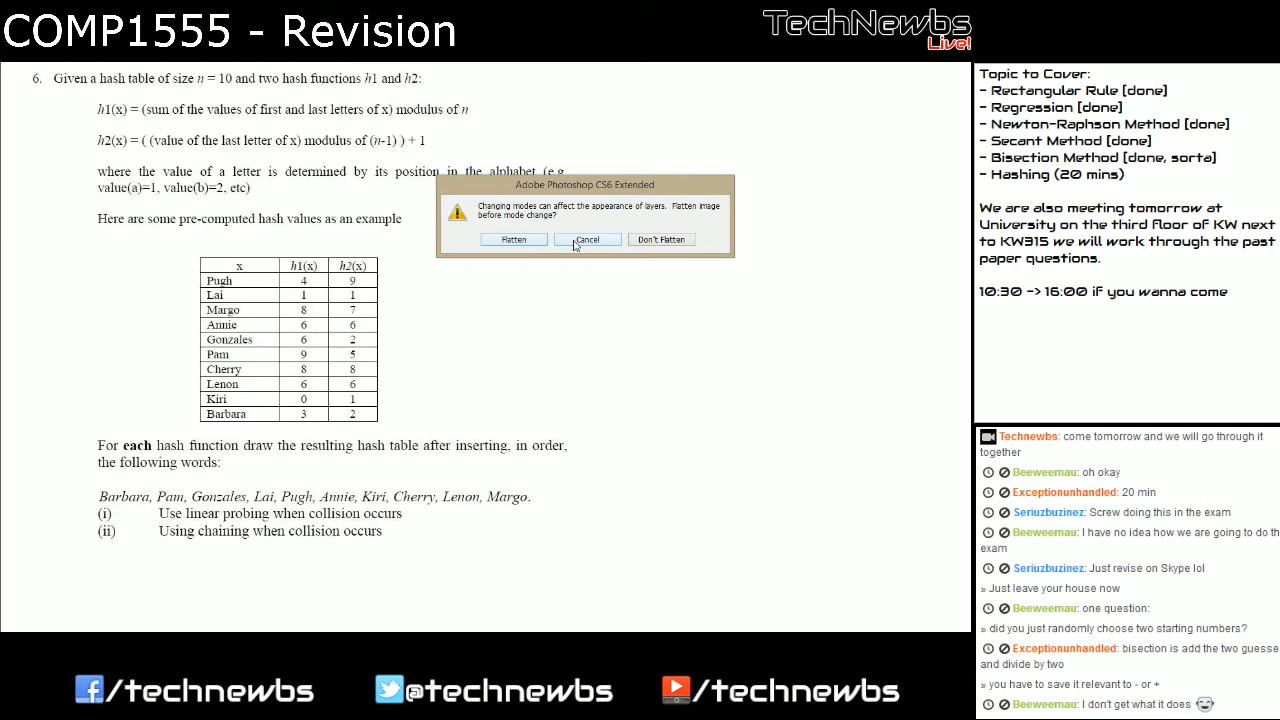 COMP1555 - Revision
TechNewbs
Live!
6. Given a hash table of size n = 10 and two hash functions h1 and h2:
h1(x) = (sum of the values of first and last letters of x) modulus of n
h2(x) = ( (value of the last letter of x) modulus of (n-1) ) + 1
where the value of a letter is determined by its position in the alphabet (e.g
value(a)=1, value(b)=2, etc)
Here are some pre-computed hash values as an example
x h1(x) h2(x)
Pugh 4 9
Lai 1 1
Margo 8 7
Annie 6 6
Gonzales 6 2
Pam 9 5
Cherry 8 8
Lenon 6 6
Kiri 0 1
Barbara 3 2
For each hash function draw the resulting hash table after inserting, in order,
the following words:
Barbara, Pam, Gonzales, Lai, Pugh, Annie, Kiri, Cherry, Lenon, Margo.
(i) Use linear probing when collision occurs
(ii) Using chaining when collision occurs
Adobe Photoshop CS6 Extended
Changing modes can affect the appearance of layers. Flatten image
before mode change?
Flatten Cancel Don't Flatten
Topic to Cover:
- Rectangular Rule [done]
- Regression [done]
- Newton-Raphson Method [done]
- Secant Method [done]
- Bisection Method [done, sorta]
- Hashing (20 mins)
We are also meeting tomorrow at
University on the third floor of KW next
to KW315 we will work through the past
paper questions.
10:30 -> 16:00 if you wanna come
Technewbs: come tomorrow and we will go through it
together
Beeweemau: oh okay
Exceptionunhandled: 20 min
Seriuzbuzinez: Screw doing this in the exam
Beeweemau: I have no idea how we are going to do th
exam
Seriuzbuzinez: Just revise on Skype lol
» Just leave your house now
Beeweemau: one question:
» did you just randomly choose two starting numbers?
Exceptionunhandled: bisection is add the two guesse
and divide by two
» you have to save it relevant to - or +
Beeweemau: I don't get what it does
/technewbs
@technewbs
/technewbs